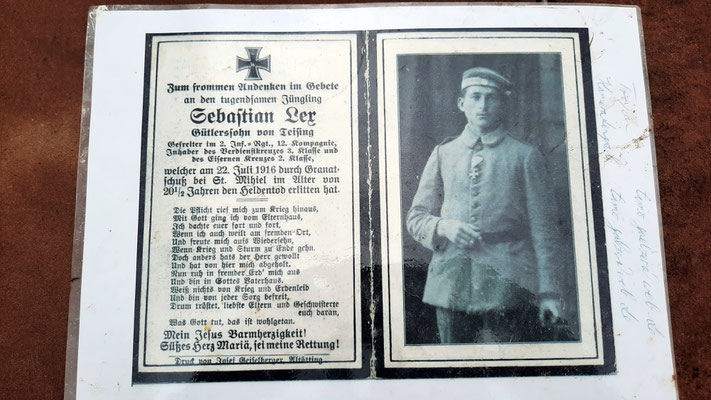 Zum frommen Andenken im Gebete
an den tugendsamen Jüngling
Sebastian Lex
Gütlerssohn von Teising
Gefreiter im 2. Inf.-Rgt., 12. Kompagnie,
Inhaber des Verdienstkreuzes 3. Klasse und
des Eisernen Kreuzes 2. Klasse,
welcher am 22. Juli 1916 durch Granat-
schuß bei St. Mihiel im Alter von
20½ Jahren den Heldentod erlitten hat.
Die Pflicht rief mich zum Krieg hinaus,
Mit Gott ging ich vom Elternhaus,
Ich dachte euer fort und fort,
Wenn ich auch weilt am fremden Ort,
Und freute mich aufs Wiedersehn,
Wenn Krieg und Sturm zu Ende gehn.
Doch anders hats der Herr gewollt
Und hat von hier mich abgeholt.
Nun ruh in fremder Erd' mich aus
Und bin in Gottes Vaterhaus.
Weiß nichts von Krieg und Erdenleid
Und bin von jeder Sorg befreit,
Drum tröstet, liebste Eltern und Geschwisterte
euch daran,
Was Gott tut, das ist wohlgetan.
Mein Jesus Barmherzigkeit!
Süßes Herz Mariä, sei meine Rettung!
Druck von Josef Geiselberger, Altötting